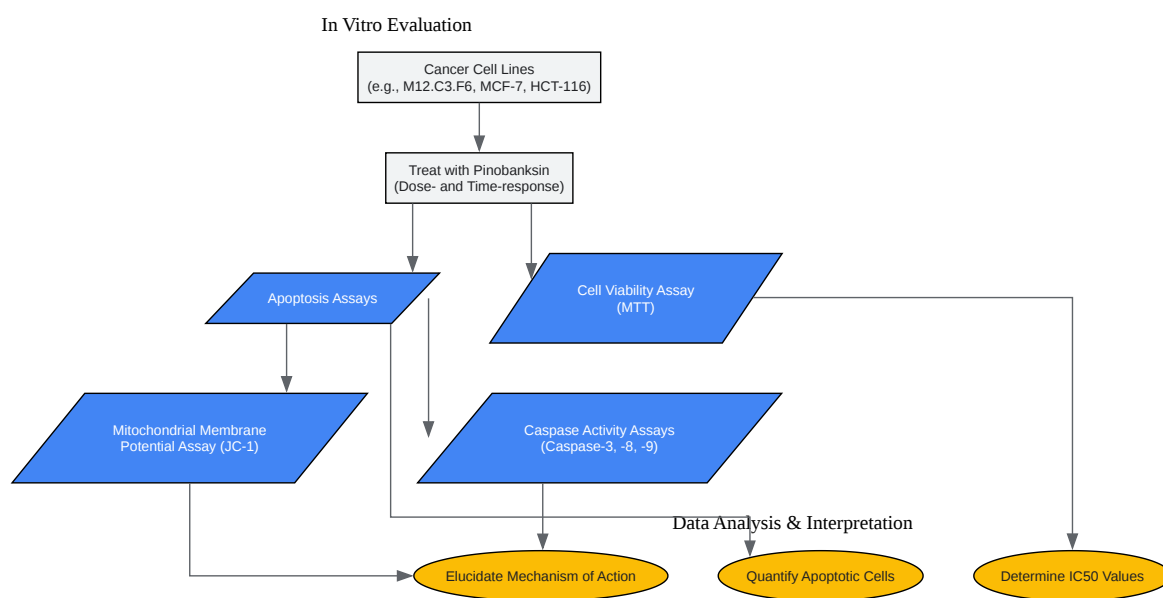 In Vitro Evaluation
Cancer Cell Lines
(e.g., M12.C3.F6, MCF-7, HCT-116)
Treat with Pinobanksin
(Dose- and Time-response)
Apoptosis Assays
Cell Viability Assay
(MTT)
Mitochondrial Membrane
Potential Assay (JC-1)
Caspase Activity Assays
(Caspase-3, -8, -9)
Data Analysis & Interpretation
Elucidate Mechanism of Action
Quantify Apoptotic Cells
Determine IC50 Values